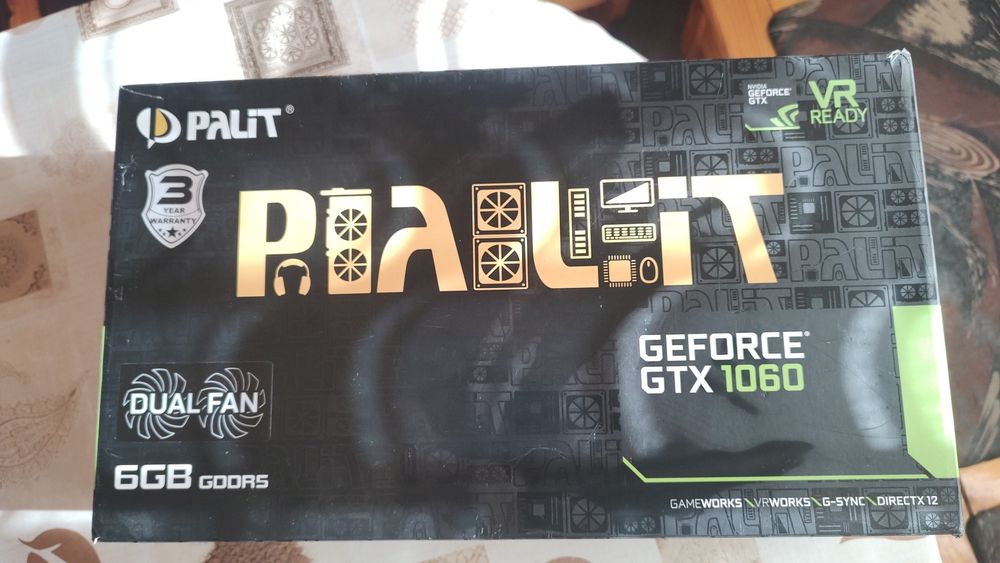 PALiT®
NVIDIA
GEFORCE
GTX
VR
READY
3
YEAR
WARRANTY
PALiT
GEFORCE®
GTX 1060
DUAL FAN
6GB GDDR5
GAMEWORKS \ VRWORKS \ G-SYNC \ DIRECTX 12